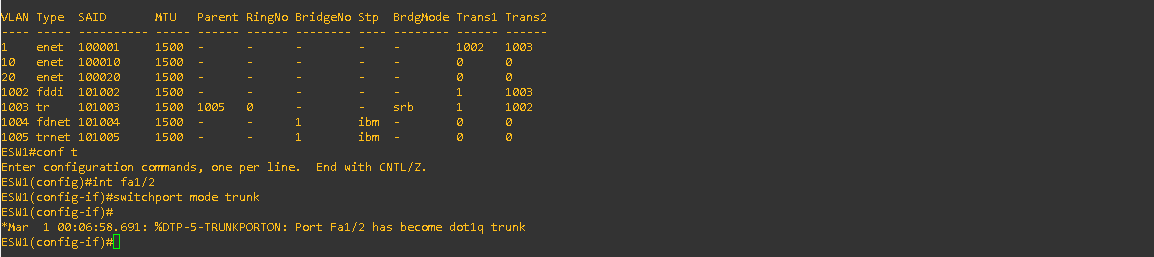 VLAN Type  SAID       MTU   Parent RingNo BridgeNo Stp  BrdgMode Trans1 Trans2
---- ----- ---------- ----- ------ ------ -------- ---- -------- ------ ------
1    enet  100001     1500  -      -      -        -    -        1002   1003
10   enet  100010     1500  -      -      -        -    -        0      0
20   enet  100020     1500  -      -      -        -    -        0      0
1002 fddi  101002     1500  -      -      -        -    -        1      1003
1003 tr    101003     1500  1005   0      -        -    srb      1      1002
1004 fdnet 101004     1500  -      -      1        ibm  -        0      0
1005 trnet 101005     1500  -      -      1        ibm  -        0      0
ESW1#conf t
Enter configuration commands, one per line.  End with CNTL/Z.
ESW1(config)#int fa1/2
ESW1(config-if)#switchport mode trunk
ESW1(config-if)#
*Mar  1 00:06:58.691: %DTP-5-TRUNKPORTON: Port Fa1/2 has become dot1q trunk
ESW1(config-if)#